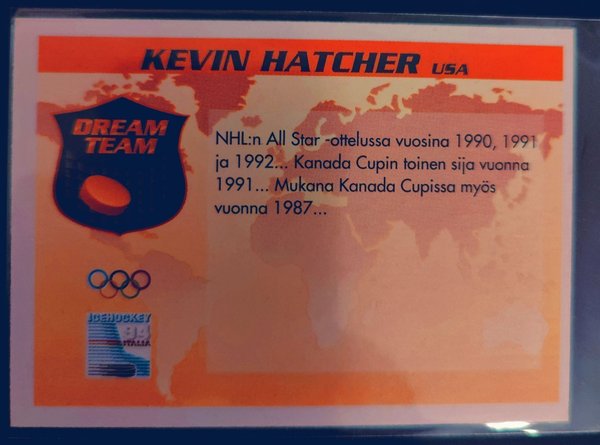 KEVIN HATCHER USA
DREAM
TEAM
NHL:n All Star -ottelussa vuosina 1990, 1991
ja 1992... Kanada Cupin toinen sija vuonna
1991... Mukana Kanada Cupissa myös
vuonna 1987...
ICEHOCKEY
94
ITALIA